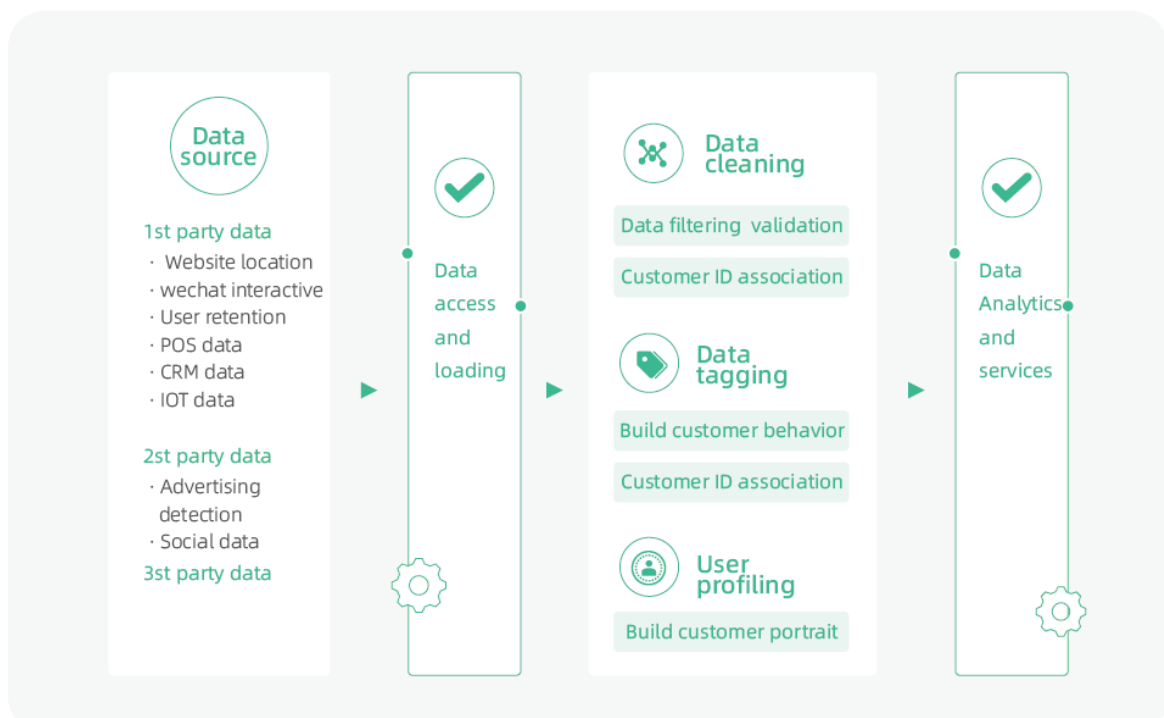 Data
source
1st party data
· Website location
· wechat interactive
· User retention
· POS data
· CRM data
· IOT data
2st party data
· Advertising
detection
· Social data
3st party data
Data
access
and
loading
Data
cleaning
Data filtering validation
Customer ID association
Data
tagging
Build customer behavior
Customer ID association
User
profiling
Build customer portrait
Data
Analytics
and
services